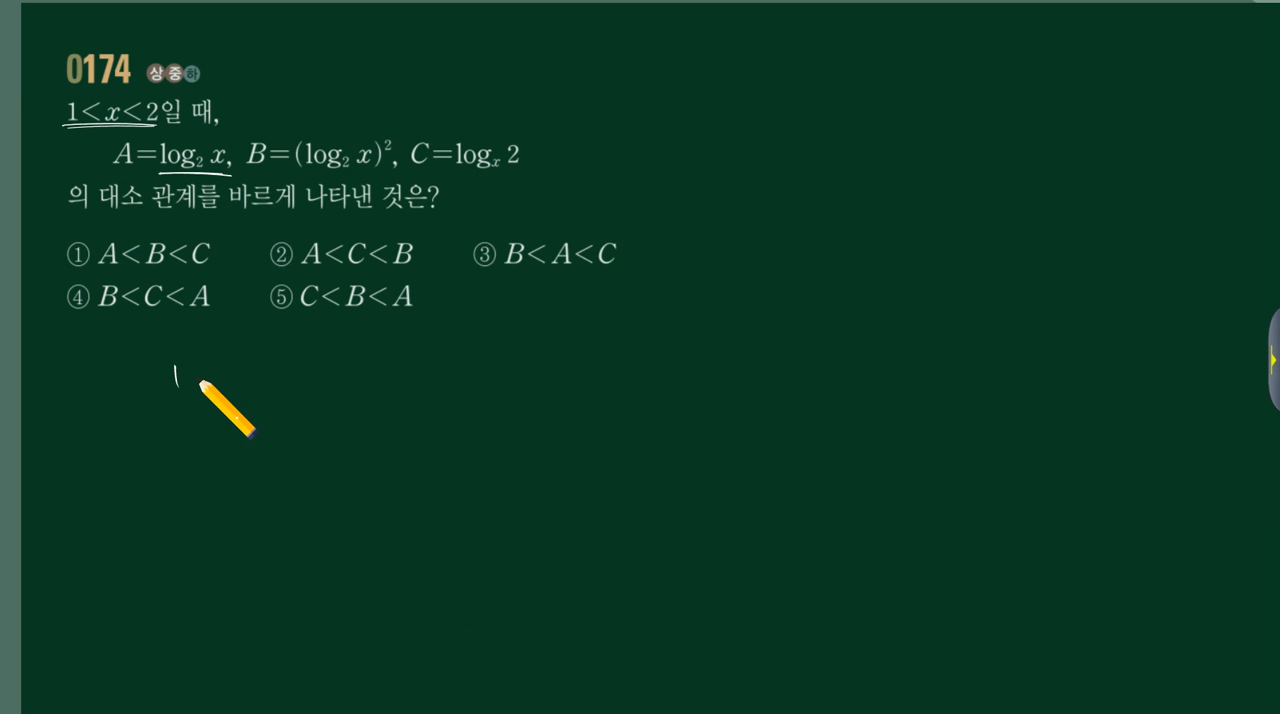 0174 상 중 하
1<x<2일 때,
A=log₂ x, B=(log₂ x)², C=logₓ 2
의 대소 관계를 바르게 나타낸 것은?
① A<B<C ② A<C<B ③ B<A<C
④ B<C<A ⑤ C<B<A